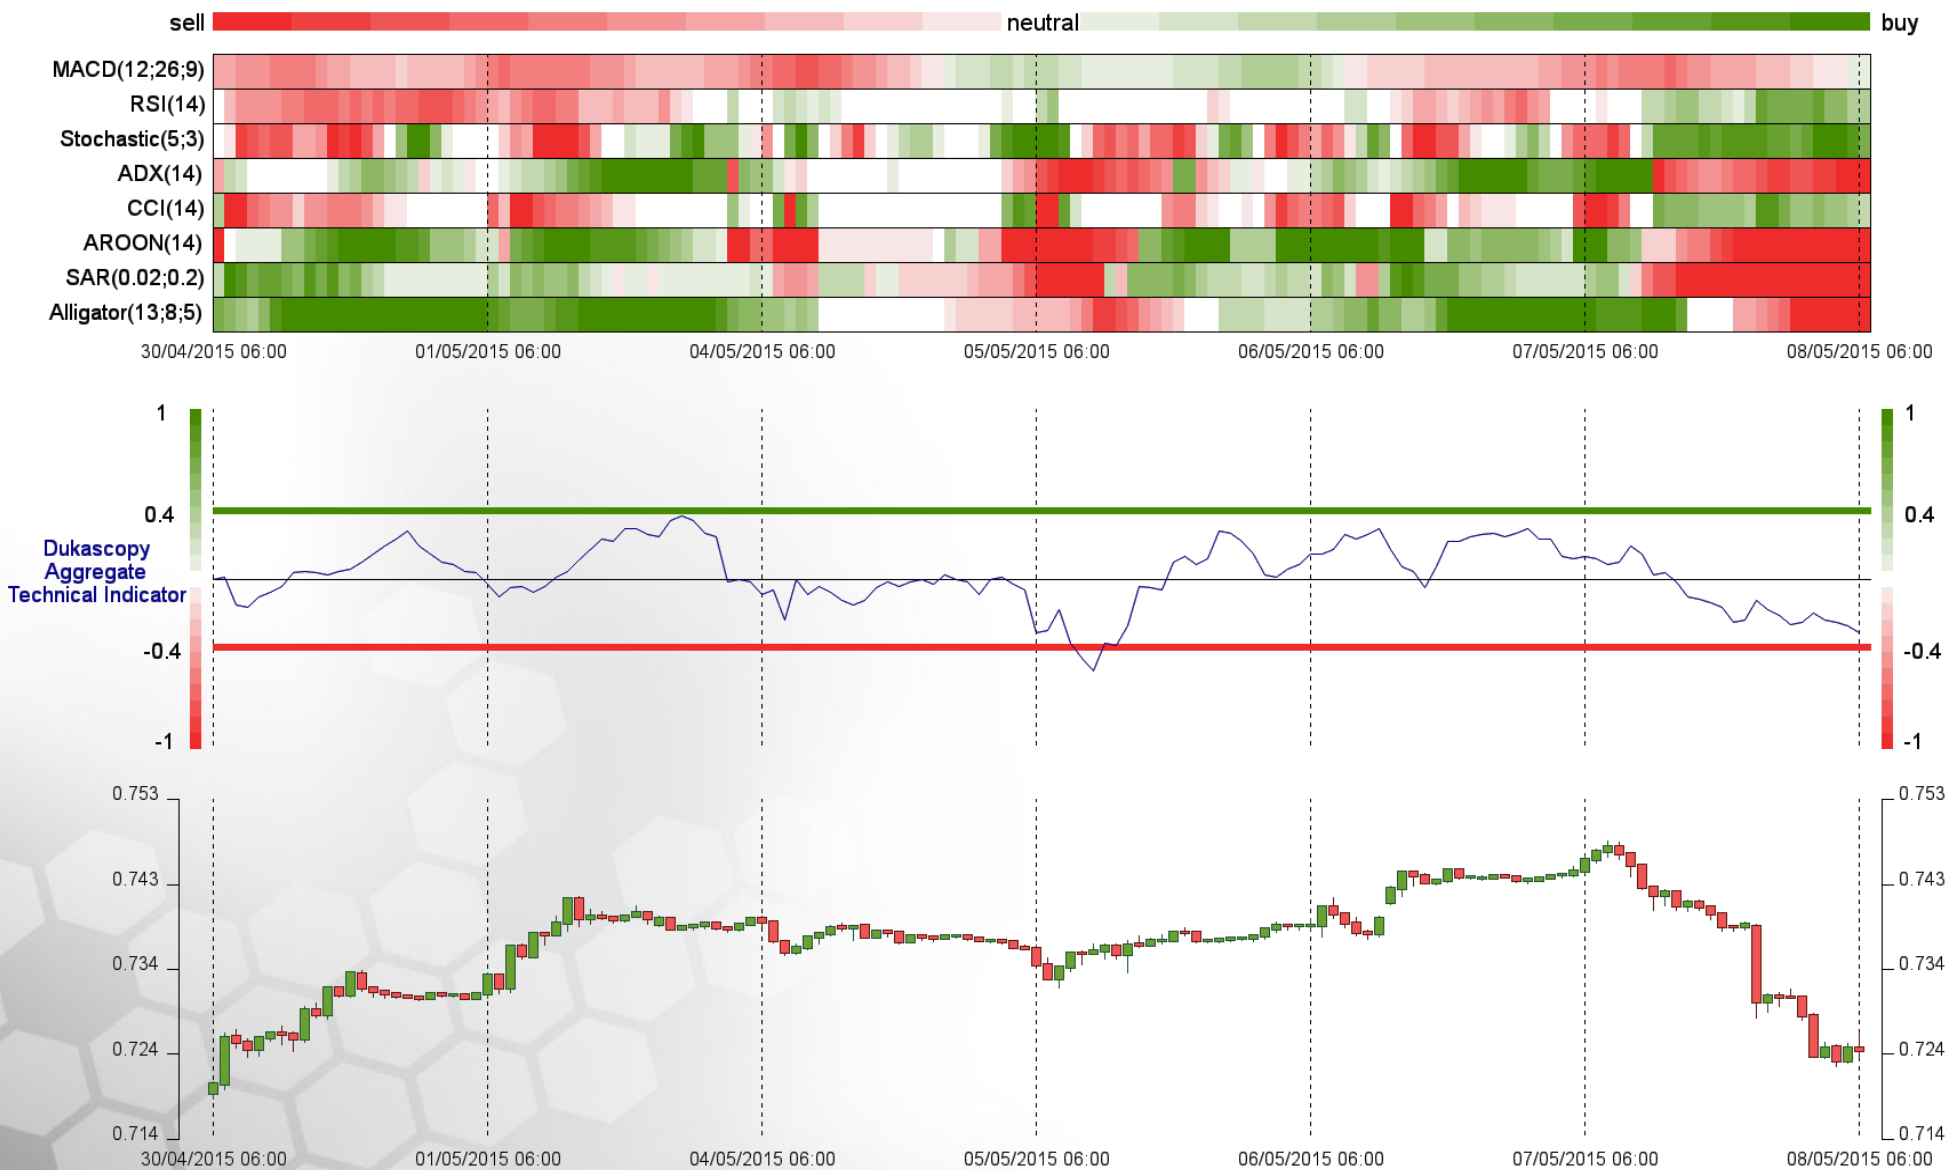 sell neutral buy
MACD(12;26;9)
RSI(14)
Stochastic(5;3)
ADX(14)
CCI(14)
AROON(14)
SAR(0.02;0.2)
Alligator(13;8;5)
30/04/2015 06:00 01/05/2015 06:00 04/05/2015 06:00 05/05/2015 06:00 06/05/2015 06:00 07/05/2015 06:00 08/05/2015 06:00
1 1
0.4 0.4
Dukascopy
Aggregate
Technical Indicator
-0.4 -0.4
-1 -1
0.753 0.753
0.743 0.743
0.734 0.734
0.724 0.724
0.714 0.714
30/04/2015 06:00 01/05/2015 06:00 04/05/2015 06:00 05/05/2015 06:00 06/05/2015 06:00 07/05/2015 06:00 08/05/2015 06:00